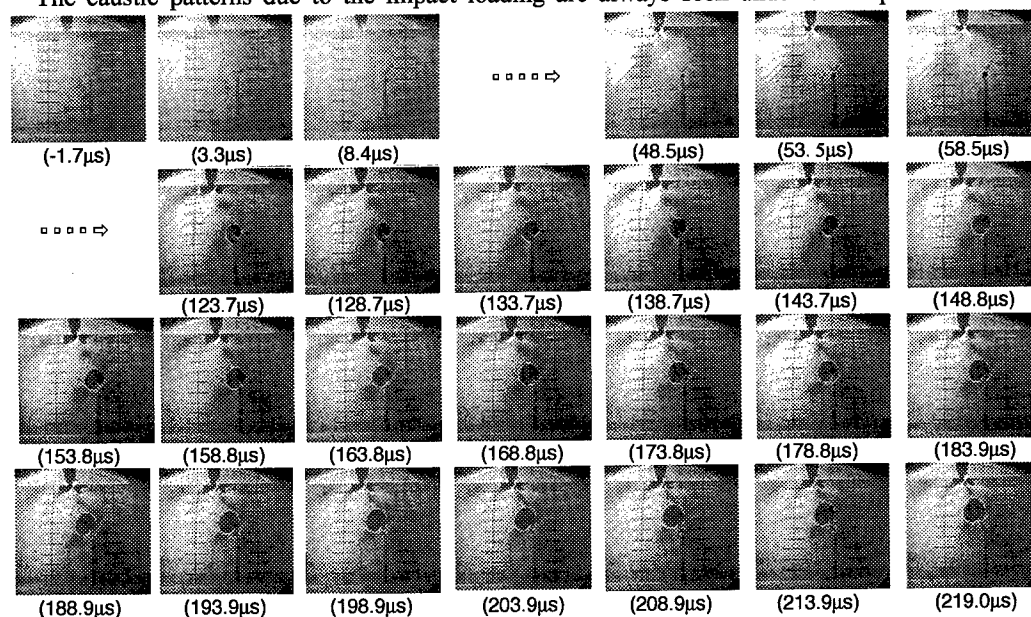 The caustic patterns due to the impact loading are always
(-1.7μs) (3.3μs) (8.4μs) (48.5μs) (53.5μs) (58.5μs)
(123.7μs) (128.7μs) (133.7μs) (138.7μs) (143.7μs) (148.8μs)
(153.8μs) (158.8μs) (163.8μs) (168.8μs) (173.8μs) (178.8μs) (183.9μs)
(188.9μs) (193.9μs) (198.9μs) (203.9μs) (208.9μs) (213.9μs) (219.0μs)